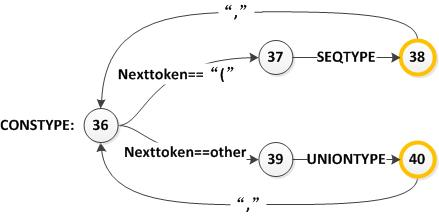 “,”
37
SEQTYPE
38
Nexttoken== “(”
CONSTYPE:
36
Nexttoken==other
39
UNIONTYPE
40
“,”